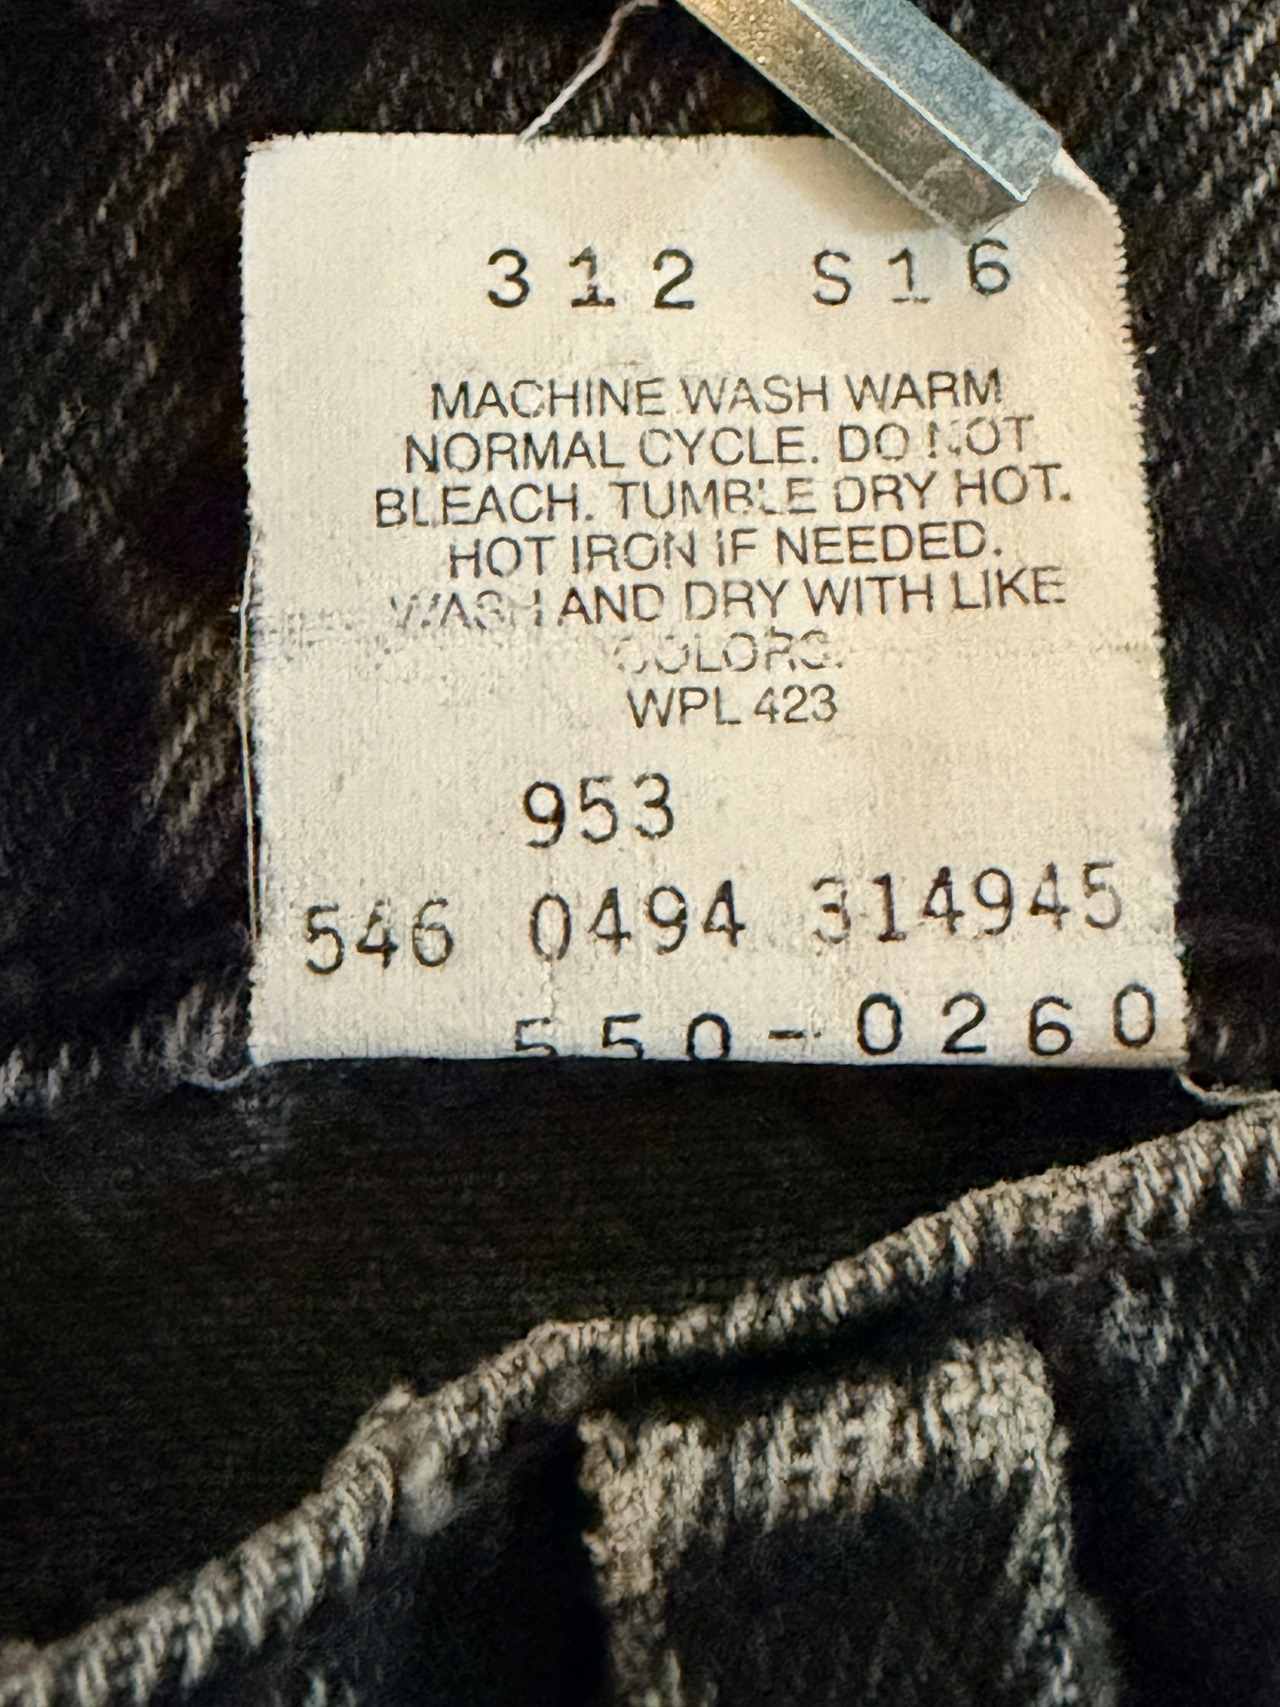 312 S16
MACHINE WASH WARM
NORMAL CYCLE. DO NOT
BLEACH. TUMBLE DRY HOT.
HOT IRON IF NEEDED.
WASH AND DRY WITH LIKE
COLORS.
WPL 423
953
546 0494 314945
550-0260